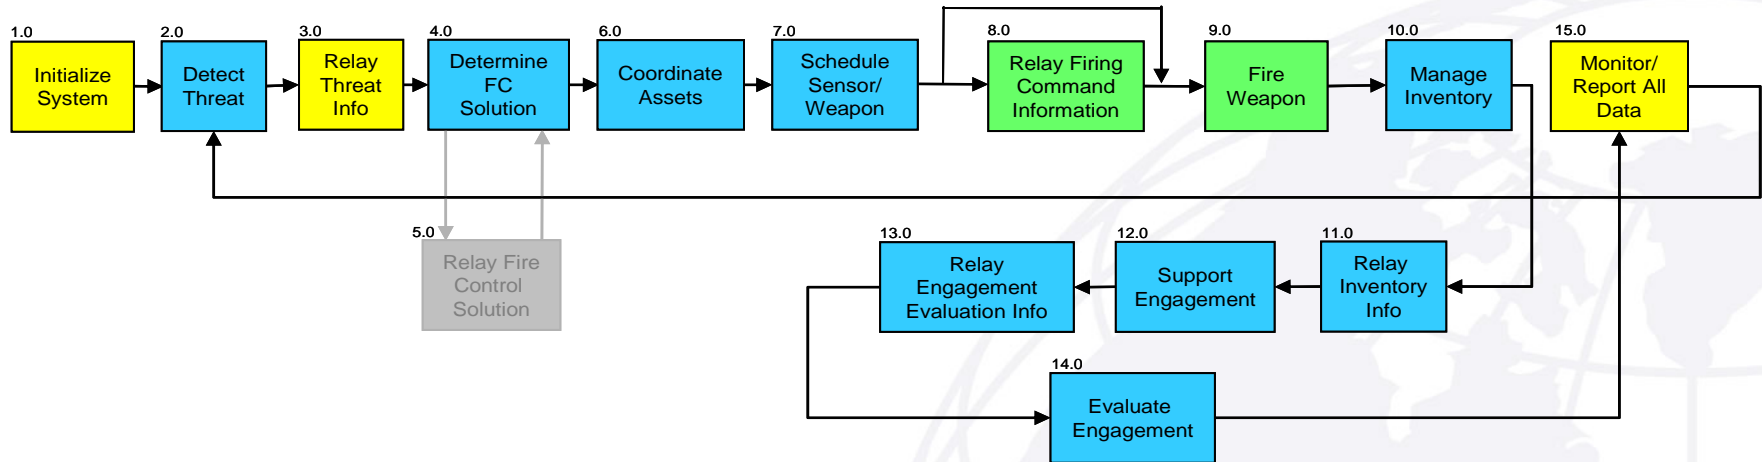 1.0
Initialize
System
2.0
Detect
Threat
3.0
Relay
Threat
Info
4.0
Determine
FC
Solution
6.0
Coordinate
Assets
7.0
Schedule
Sensor/
Weapon
8.0
Relay Firing
Command
Information
9.0
Fire
Weapon
10.0
Manage
Inventory
15.0
Monitor/
Report All
Data
5.0
Relay Fire
Control
Solution
13.0
Relay
Engagement
Evaluation Info
12.0
Support
Engagement
11.0
Relay
Inventory
Info
14.0
Evaluate
Engagement